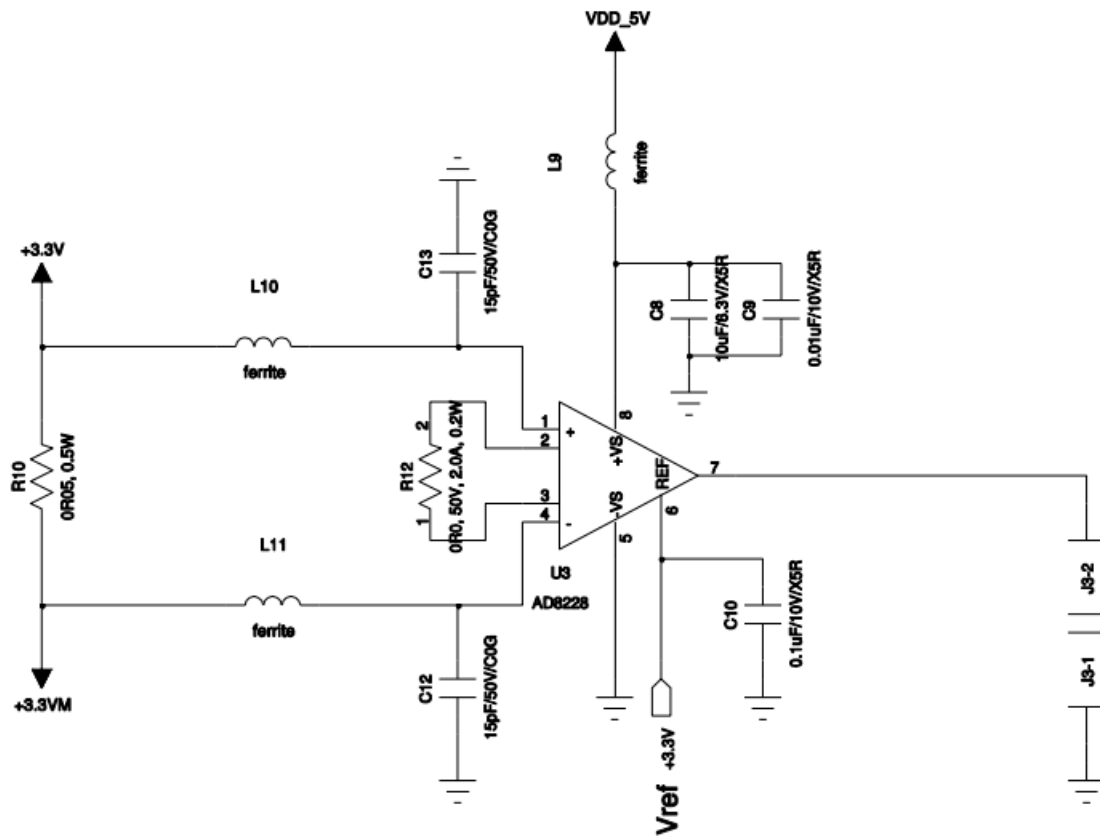 VDD_5V
L9
ferrite
+3.3V
L10
ferrite
C13
15pF/50V/C0G
C8
10uF/6.3V/X5R
C9
0.01uF/10V/X5R
R10
0R05, 0.5W
R12
0R0, 50V, 2.0A, 0.2W
2
1
1
2
3
4
+
-
+VS
-VS
REF
8
7
6
5
U3
AD8228
L11
ferrite
C12
15pF/50V/C0G
C10
0.1uF/10V/X5R
+3.3VM
Vref
+3.3V
J3-2
J3-1